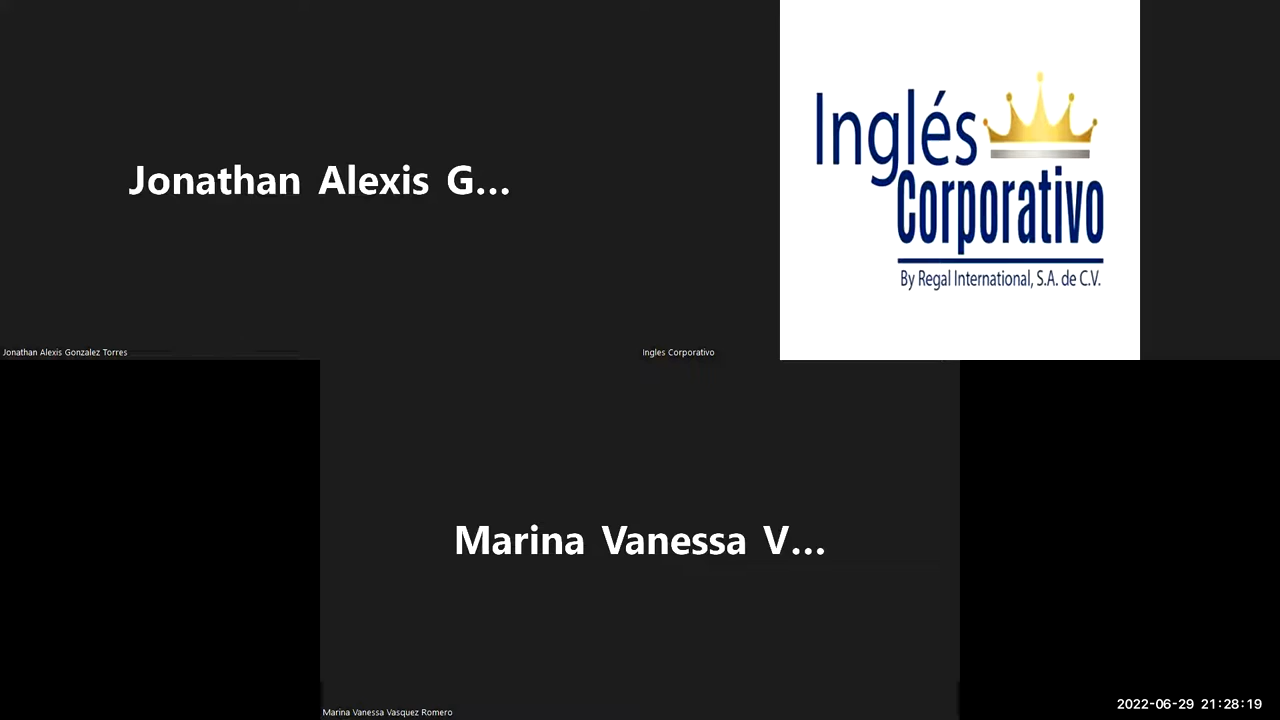 Jonathan Alexis G...
Inglés
Corporativo
By Regal International, S.A. de C.V.
Jonathan Alexis Gonzalez Torres
Ingles Corporativo
Marina Vanessa V...
Marina Vanessa Vasquez Romero
2022-06-29 21:28:19